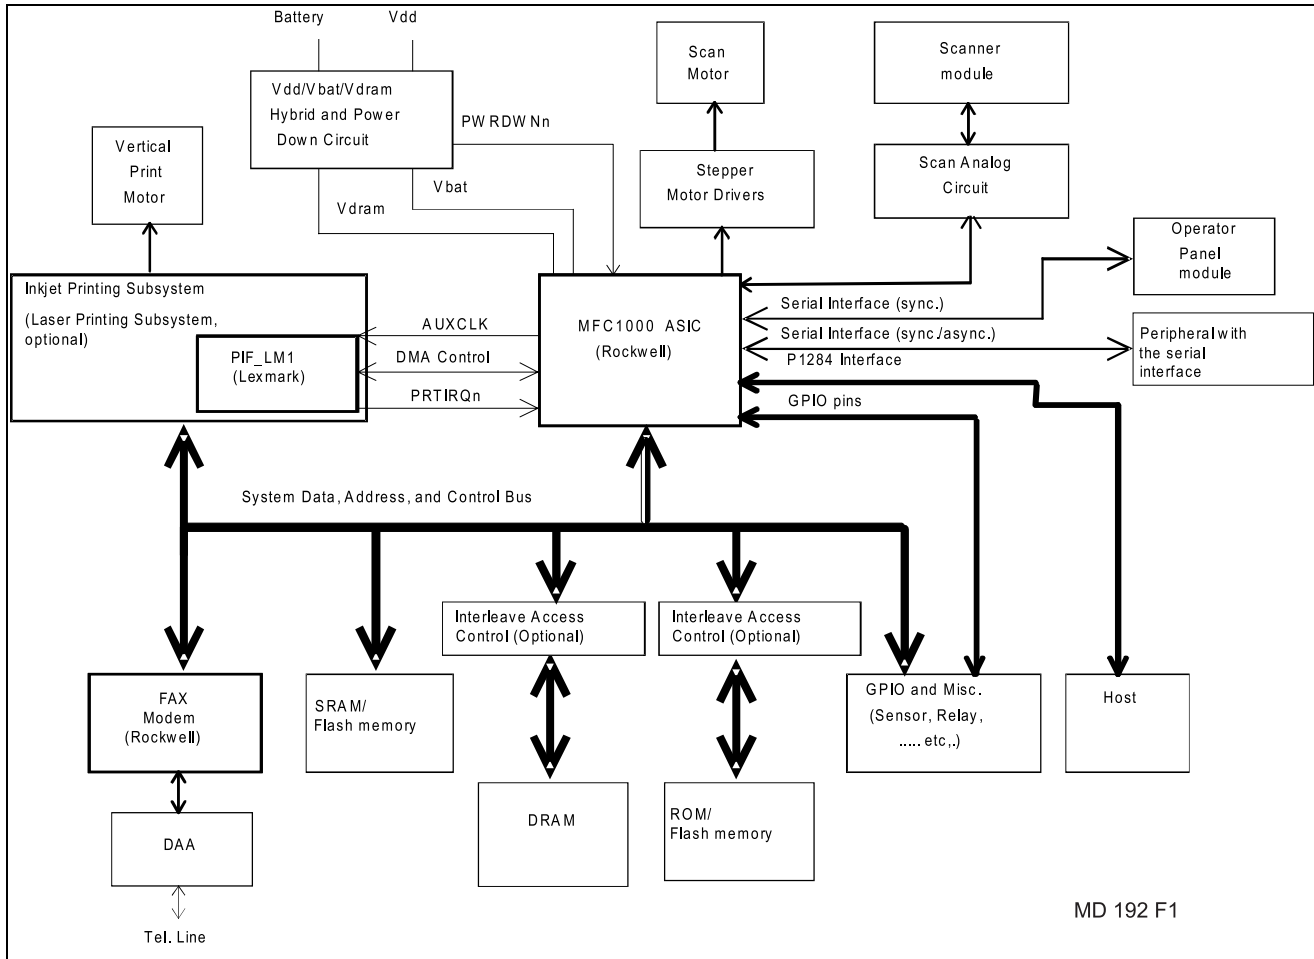 Battery
Vdd
Vdd/Vbat/Vdram
Hybrid and Power
Down Circuit
PWRDWNn
Vbat
Vdram
Scan
Motor
Scanner
module
Vertical
Print
Motor
Stepper
Motor Drivers
Scan Analog
Circuit
Operator
Panel
module
Inkjet Printing Subsystem
(Laser Printing Subsystem,
optional)
PIF_LM1
(Lexmark)
AUXCLK
DMA Control
PRTIRQn
MFC1000 ASIC
(Rockwell)
Serial Interface (sync.)
Serial Interface (sync./async.)
P1284 Interface
GPIO pins
Peripheral with
the serial
interface
System Data, Address, and Control Bus
Interleave Access
Control (Optional)
Interleave Access
Control (Optional)
FAX
Modem
(Rockwell)
SRAM/
Flash memory
GPIO and Misc.
(Sensor, Relay,
..... etc,.)
Host
DAA
DRAM
ROM/
Flash memory
Tel. Line
MD 192 F1